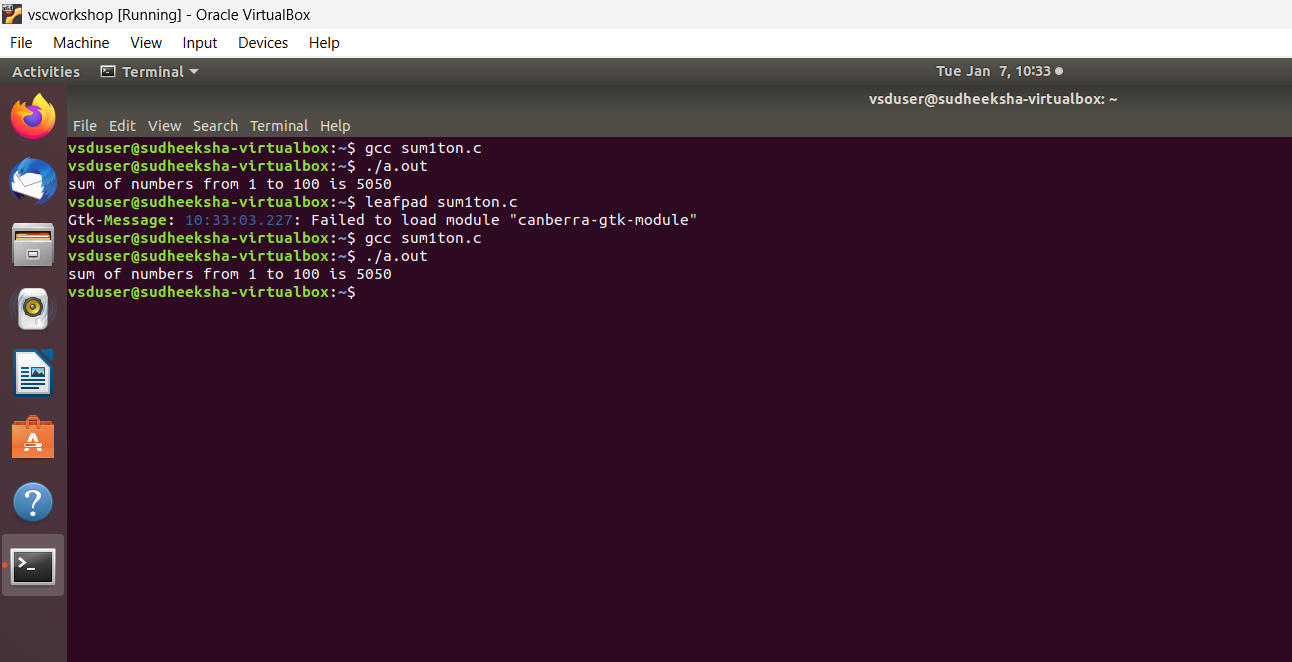 vscworkshop [Running] - Oracle VirtualBox
File Machine View Input Devices Help
Activities Terminal Tue Jan 7, 10:33
vsduser@sudheeksha-virtualbox: ~
File Edit View Search Terminal Help
vsduser@sudheeksha-virtualbox:~$ gcc sum1ton.c
vsduser@sudheeksha-virtualbox:~$ ./a.out
sum of numbers from 1 to 100 is 5050
vsduser@sudheeksha-virtualbox:~$ leafpad sum1ton.c
Gtk-Message: 10:33:03.227: Failed to load module "canberra-gtk-module"
vsduser@sudheeksha-virtualbox:~$ gcc sum1ton.c
vsduser@sudheeksha-virtualbox:~$ ./a.out
sum of numbers from 1 to 100 is 5050
vsduser@sudheeksha-virtualbox:~$